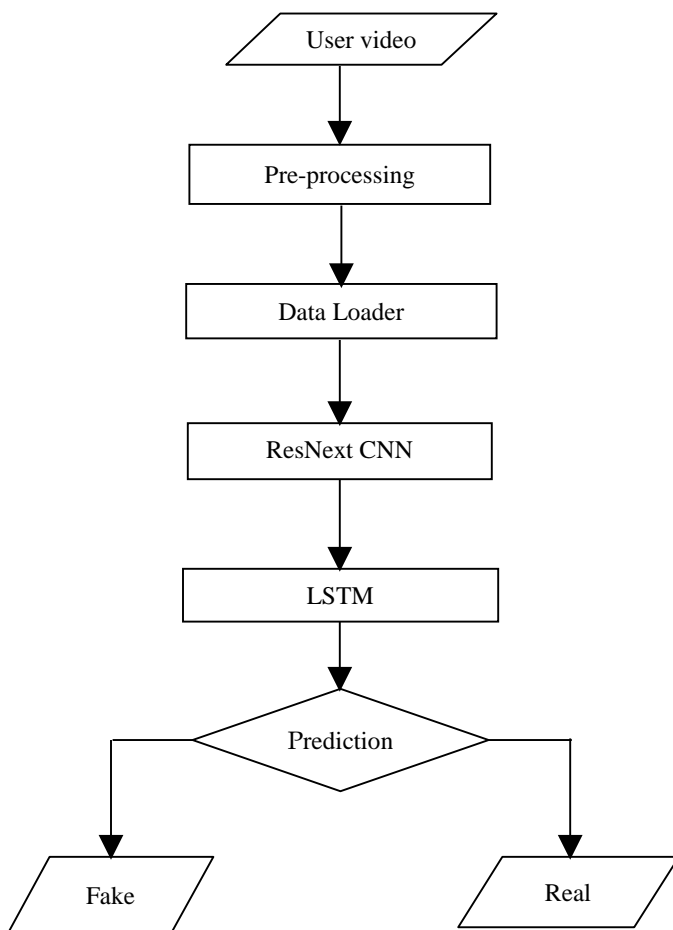 User video
Pre-processing
Data Loader
ResNext CNN
LSTM
Prediction
Fake
Real